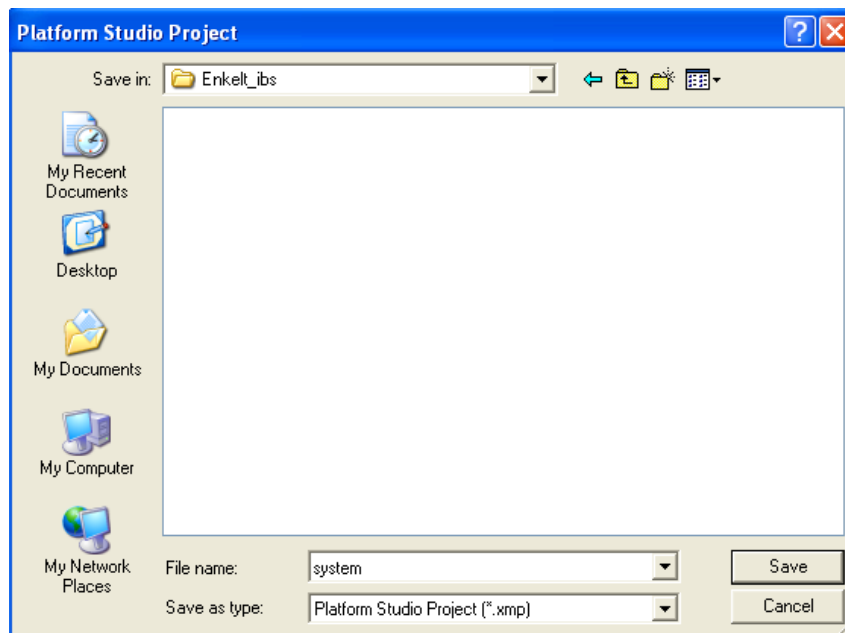 Platform Studio Project
Save in:
Enkelt_ibs
My Recent
Documents
Desktop
My Documents
My Computer
My Network
Places
File name:
system
Save
Save as type:
Platform Studio Project (*.xmp)
Cancel